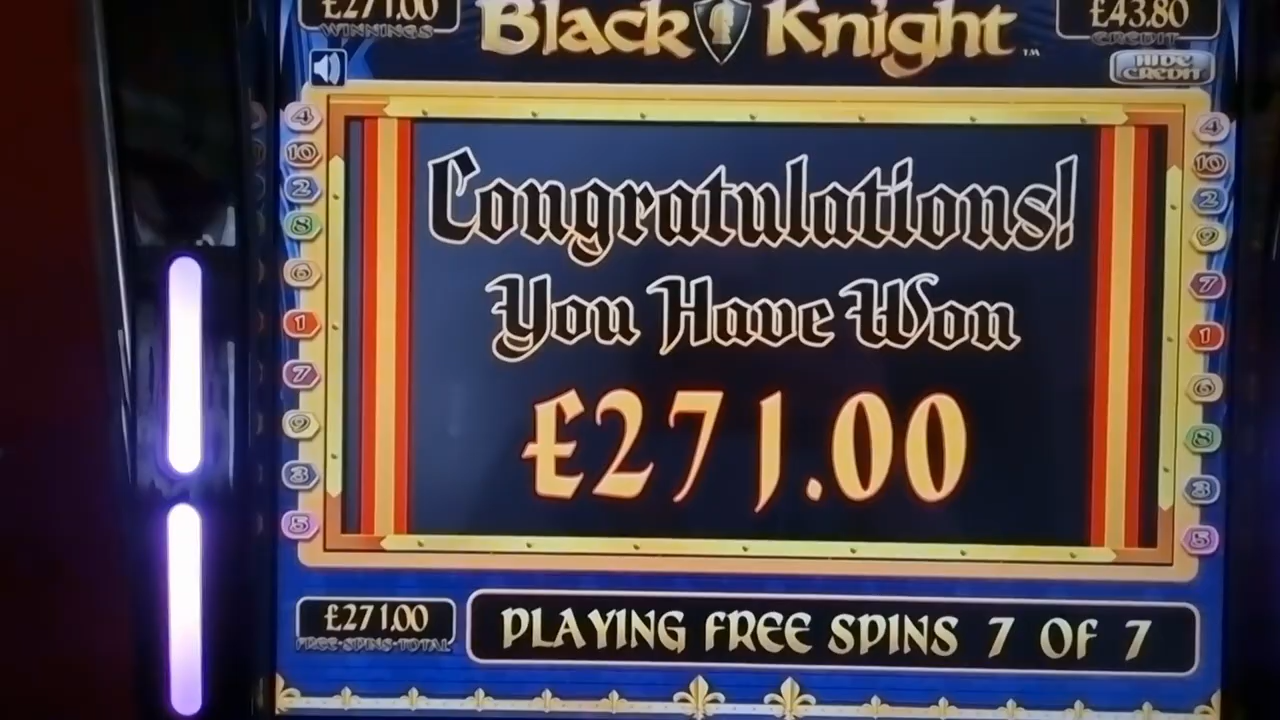 £271.00
WINNINGS
Black Knight™
£43.80
CREDIT
HIDE
CREDIT
4
10
2
8
6
1
7
9
3
5
Congratulations!
You Have Won
£271.00
4
10
2
9
7
1
6
8
3
5
£271.00
FREE-SPINS-TOTAL
PLAYING FREE SPINS 7 OF 7